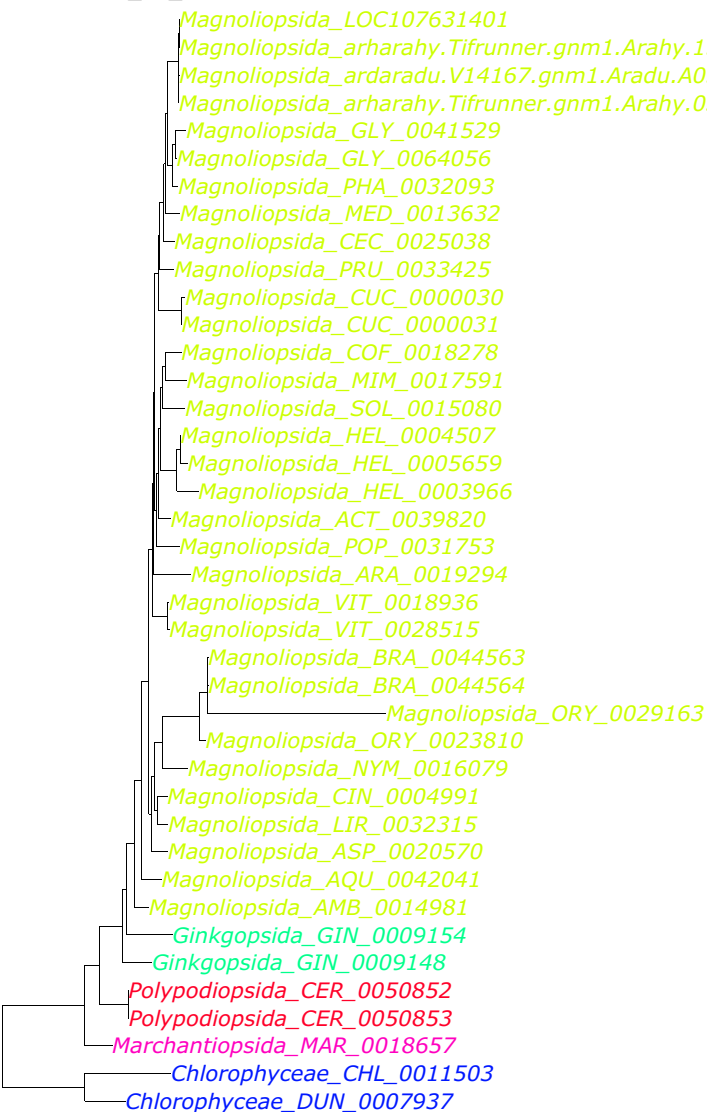 Magnoliopsida_LOC107631401
Magnoliopsida_arharahy.Tifrunner.gnm1.Arahy.1
Magnoliopsida_ardaradu.V14167.gnm1.Aradu.A0
Magnoliopsida_arharahy.Tifrunner.gnm1.Arahy.0
Magnoliopsida_GLY_0041529
Magnoliopsida_GLY_0064056
Magnoliopsida_PHA_0032093
Magnoliopsida_MED_0013632
Magnoliopsida_CEC_0025038
Magnoliopsida_PRU_0033425
Magnoliopsida_CUC_0000030
Magnoliopsida_CUC_0000031
Magnoliopsida_COF_0018278
Magnoliopsida_MIM_0017591
Magnoliopsida_SOL_0015080
Magnoliopsida_HEL_0004507
Magnoliopsida_HEL_0005659
Magnoliopsida_HEL_0003966
Magnoliopsida_ACT_0039820
Magnoliopsida_POP_0031753
Magnoliopsida_ARA_0019294
Magnoliopsida_VIT_0018936
Magnoliopsida_VIT_0028515
Magnoliopsida_BRA_0044563
Magnoliopsida_BRA_0044564
Magnoliopsida_ORY_0029163
Magnoliopsida_ORY_0023810
Magnoliopsida_NYM_0016079
Magnoliopsida_CIN_0004991
Magnoliopsida_LIR_0032315
Magnoliopsida_ASP_0020570
Magnoliopsida_AQU_0042041
Magnoliopsida_AMB_0014981
Ginkgopsida_GIN_0009154
Ginkgopsida_GIN_0009148
Polypodiopsida_CER_0050852
Polypodiopsida_CER_0050853
Marchantiopsida_MAR_0018657
Chlorophyceae_CHL_0011503
Chlorophyceae_DUN_0007937